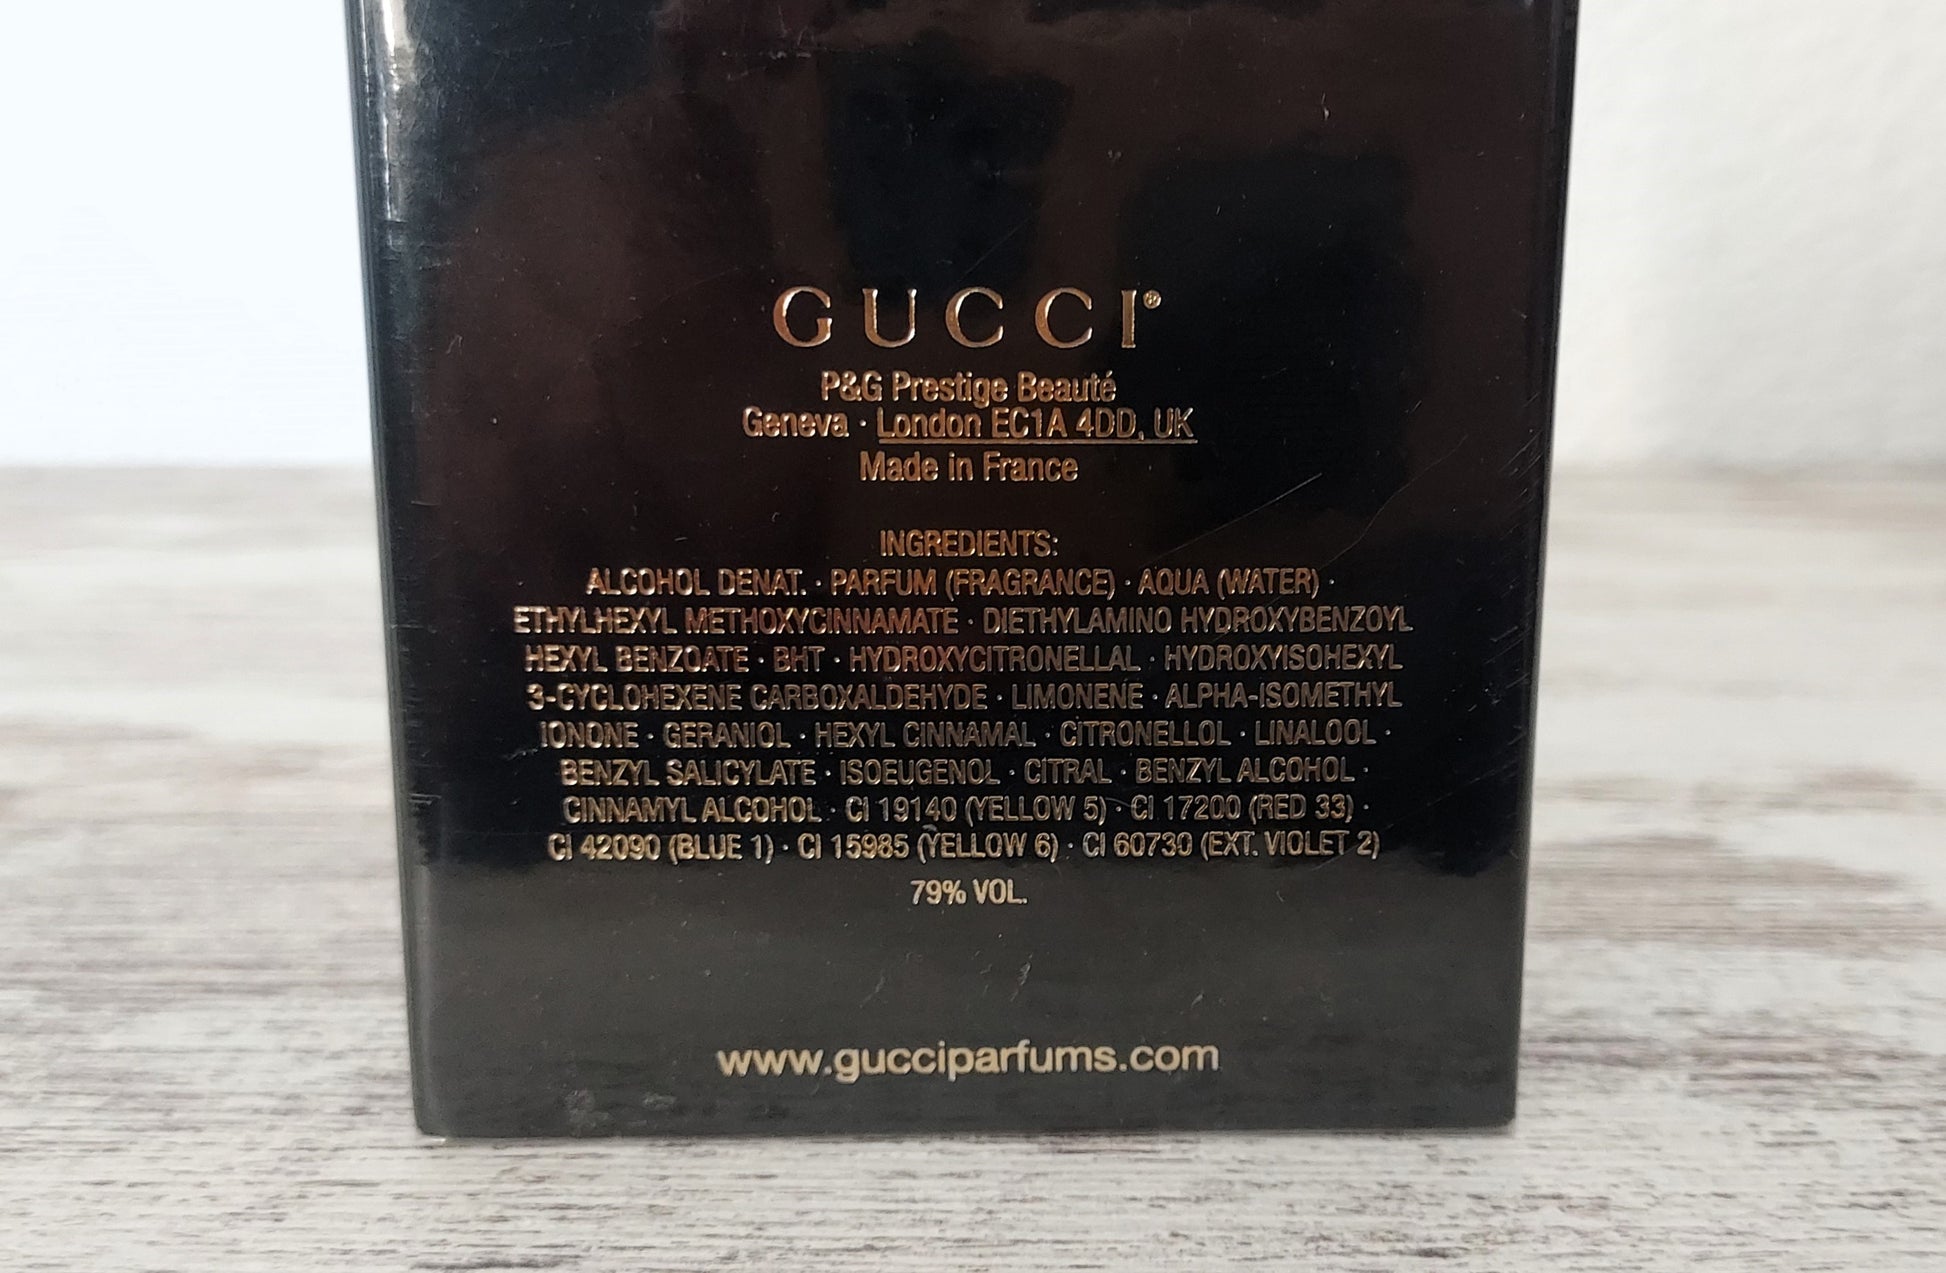 GUCCI®
P&G Prestige Beauté
Geneva · London EC1A 4DD, UK
Made in France
INGREDIENTS:
ALCOHOL DENAT. · PARFUM (FRAGRANCE) · AQUA (WATER) ·
ETHYLHEXYL METHOXYCINNAMATE · DIETHYLAMINO HYDROXYBENZOYL
HEXYL BENZOATE · BHT · HYDROXYCITRONELLAL · HYDROXYISOHEXYL
3-CYCLOHEXENE CARBOXALDEHYDE · LIMONENE · ALPHA-ISOMETHYL
IONONE · GERANIOL · HEXYL CINNAMAL · CITRONELLOL · LINALOOL ·
BENZYL SALICYLATE · ISOEUGENOL · CITRAL · BENZYL ALCOHOL ·
CINNAMYL ALCOHOL · CI 19140 (YELLOW 5) · CI 17200 (RED 33) ·
CI 42090 (BLUE 1) · CI 15985 (YELLOW 6) · CI 60730 (EXT. VIOLET 2)
79% VOL.
www.gucciparfums.com